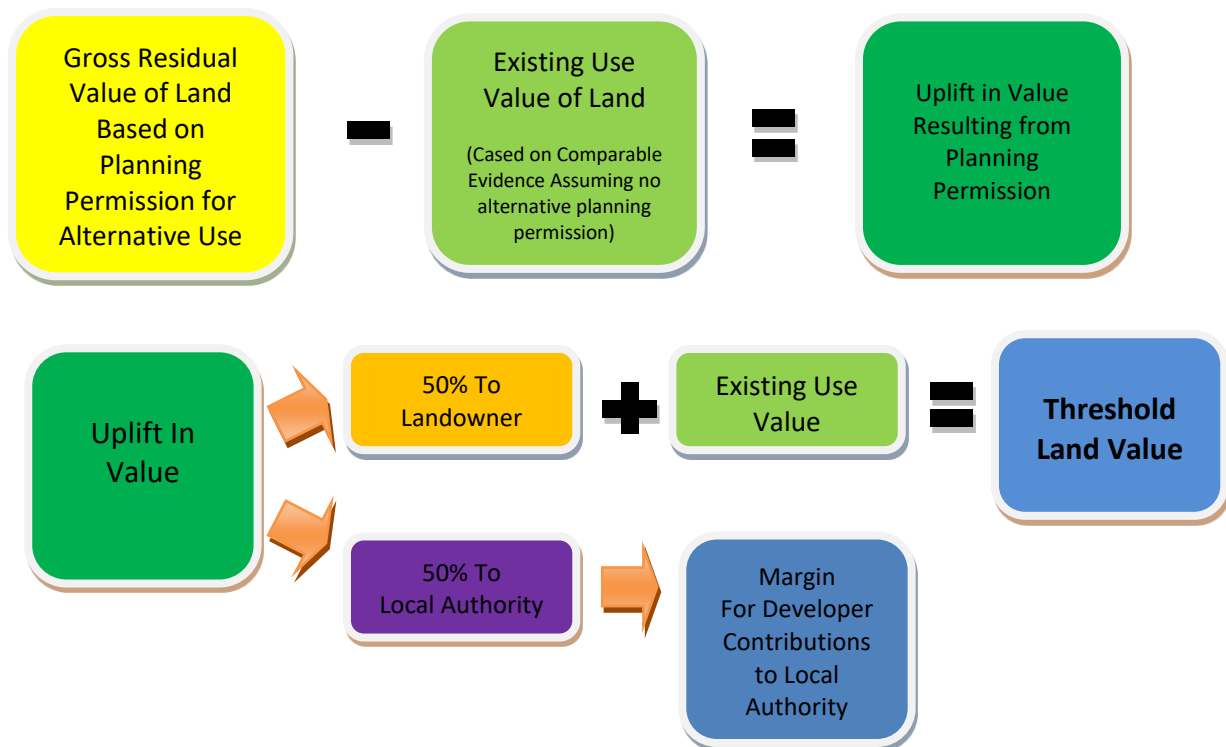 Gross Residual
Value of Land
Based on
Planning
Permission for
Alternative Use
Existing Use
Value of Land
(Cased on Comparable
Evidence Assuming no
alternative planning
permission)
Uplift in Value
Resulting from
Planning
Permission
Uplift In
Value
50% To
Landowner
Existing Use
Value
Threshold
Land Value
50% To
Local Authority
Margin
For Developer
Contributions
to Local
Authority